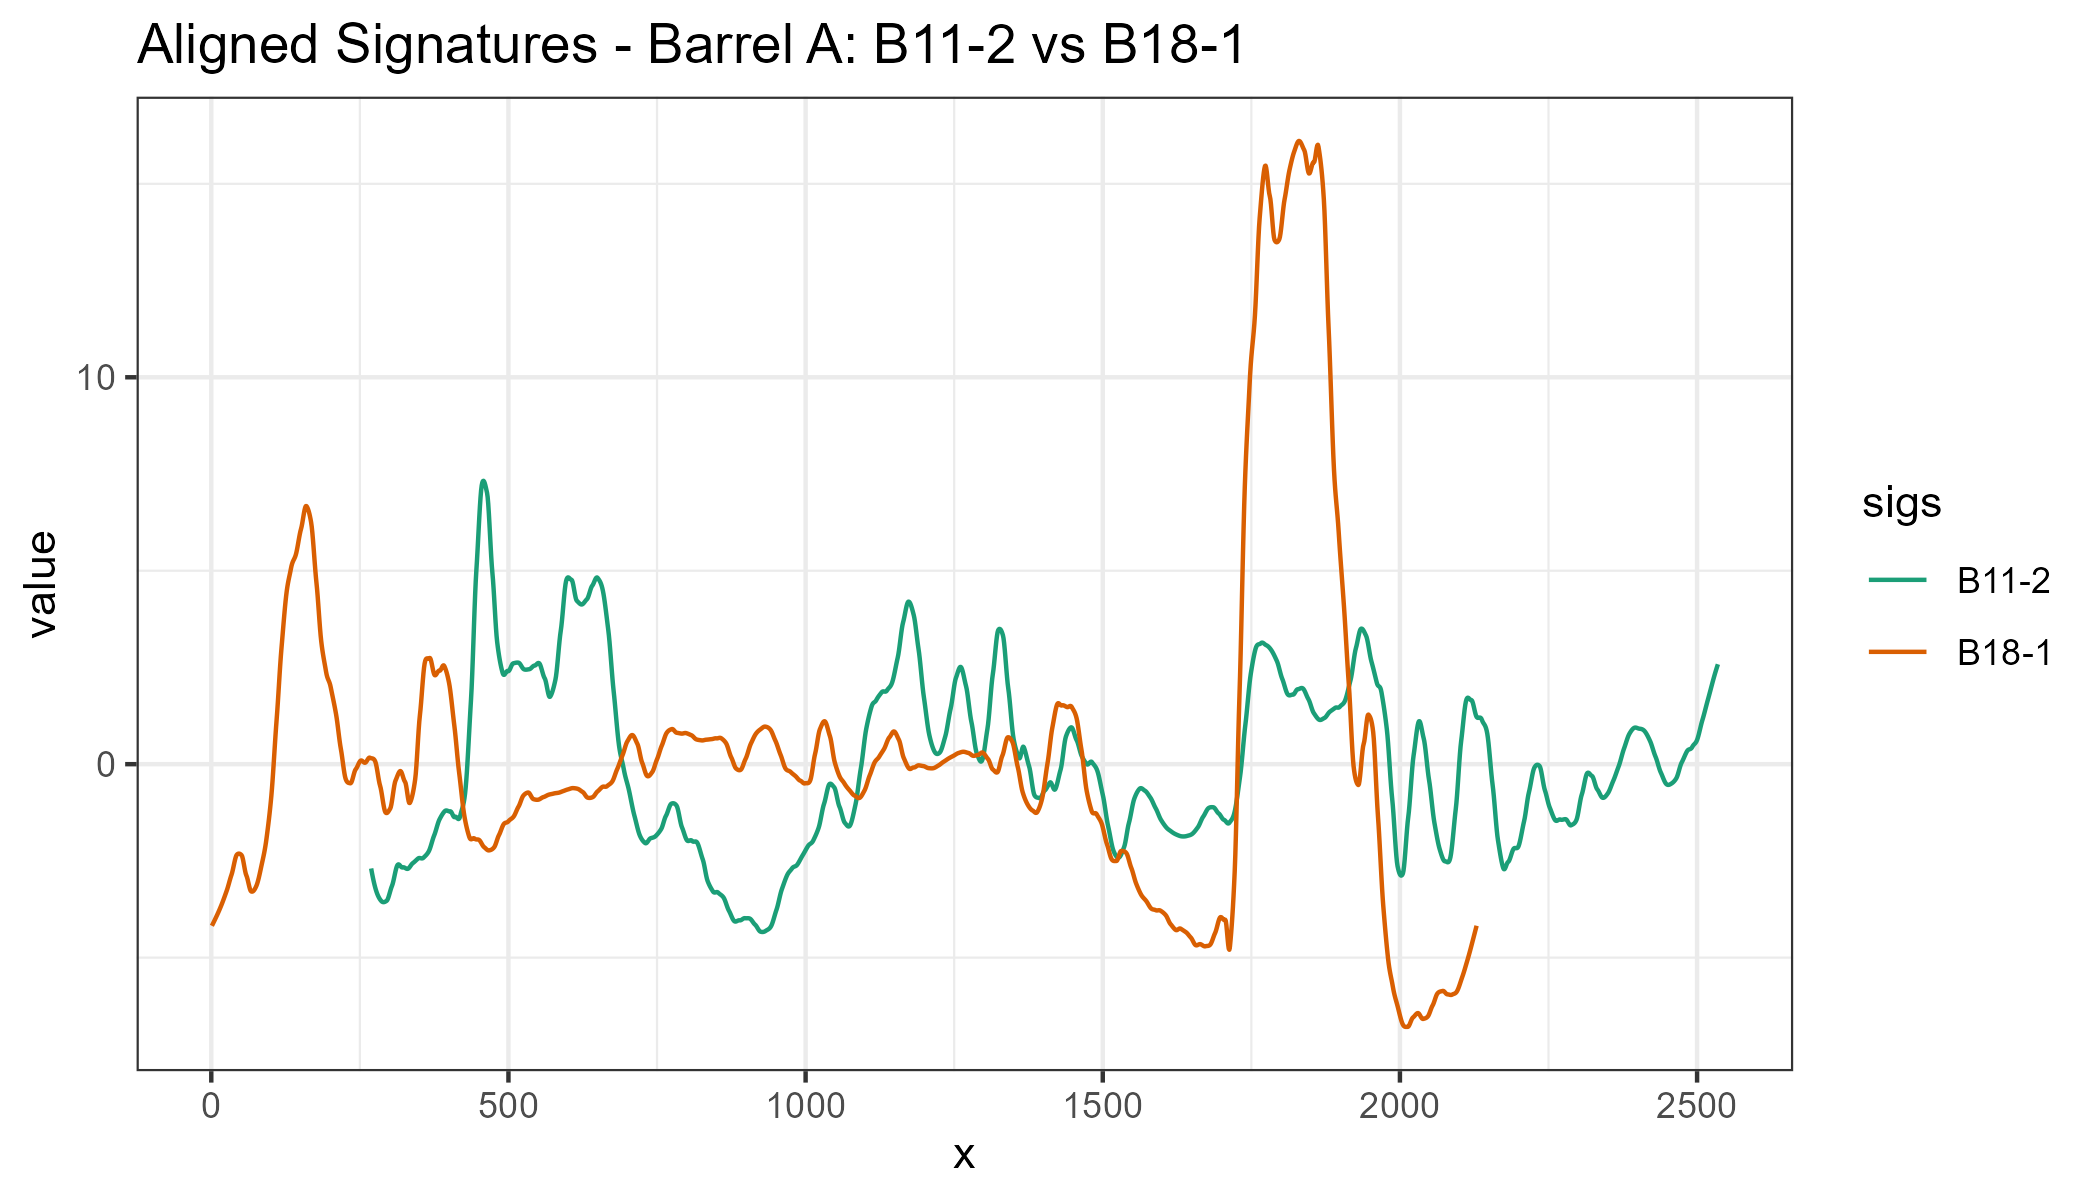 Aligned Signatures - Barrel A: B11-2 vs B18-1
10
0
value
0 500 1000 1500 2000 2500
x
sigs
B11-2
B18-1